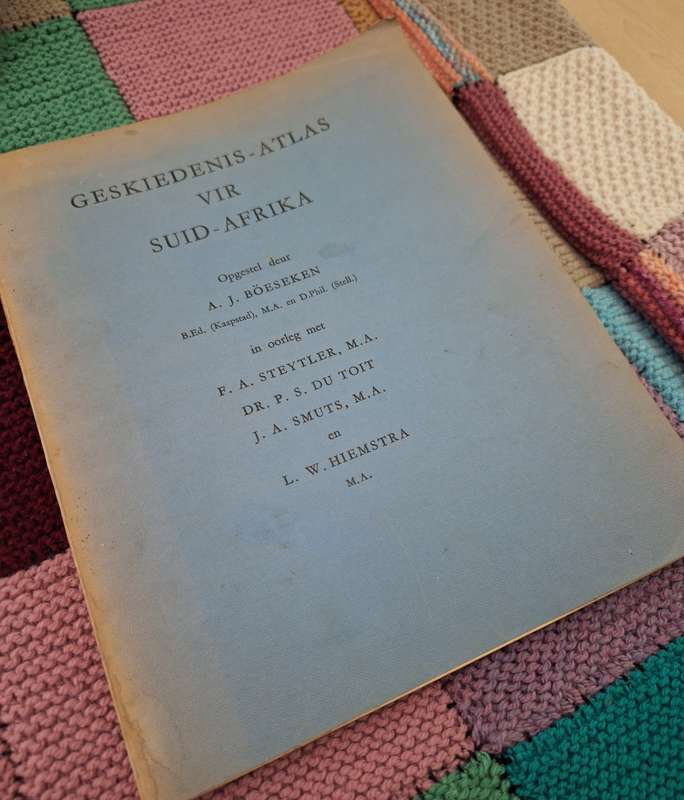 GESKIEDENIS-ATLAS
VIR
SUID-AFRIKA
Opgestel deur
A. J. BÖESEKEN
B.Ed. (Kaapstad), M.A. en D.Phil. (Stell.)
in oorleg met
F. A. STEYTLER, M.A.
DR. P. S. DU TOIT
J. A. SMUTS, M.A.
en
L. W. HIEMSTRA
M.A.